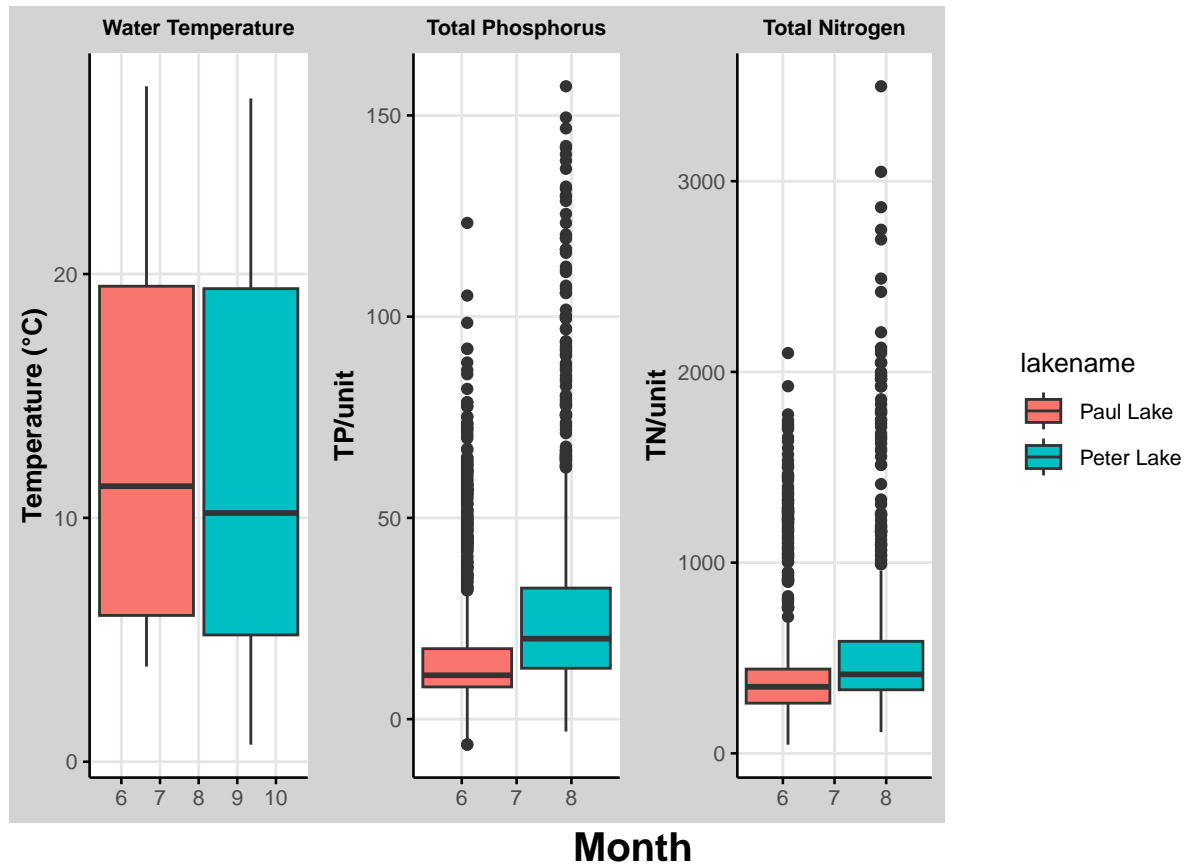 Water Temperature
Total Phosphorus
Total Nitrogen
Temperature (°C)
20
10
0
6 7 8 9 10
TP/unit
150
100
50
0
6 7 8
TN/unit
3000
2000
1000
0
6 7 8
Month
lakename
Paul Lake
Peter Lake